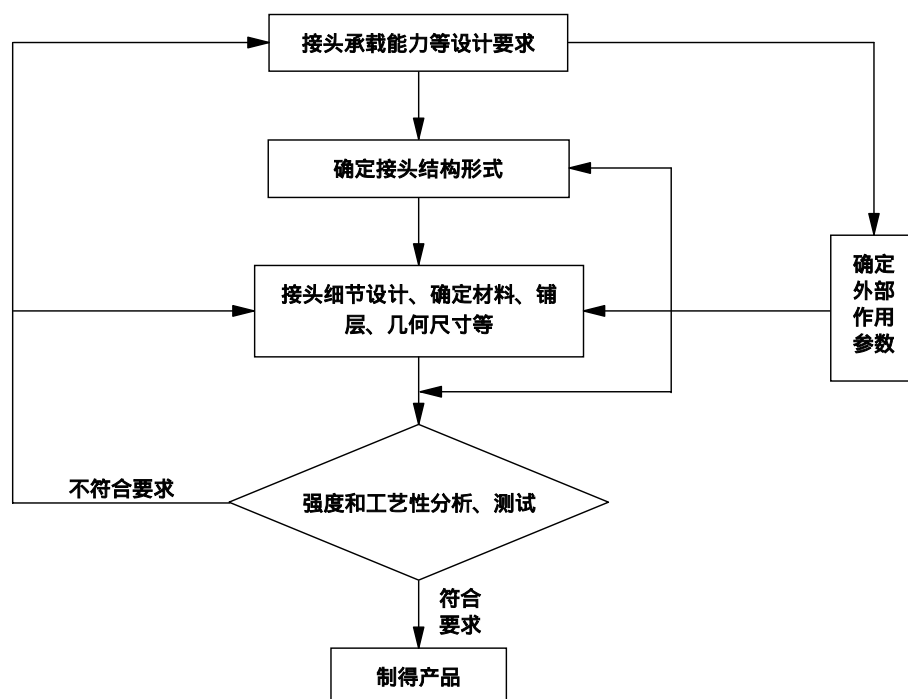 接头承载能力等设计要求
确定接头结构形式
接头细节设计、确定材料、铺
层、几何尺寸等
确定
外部
作用
参数
不符合要求
强度和工艺性分析、测试
符合
要求
制得产品